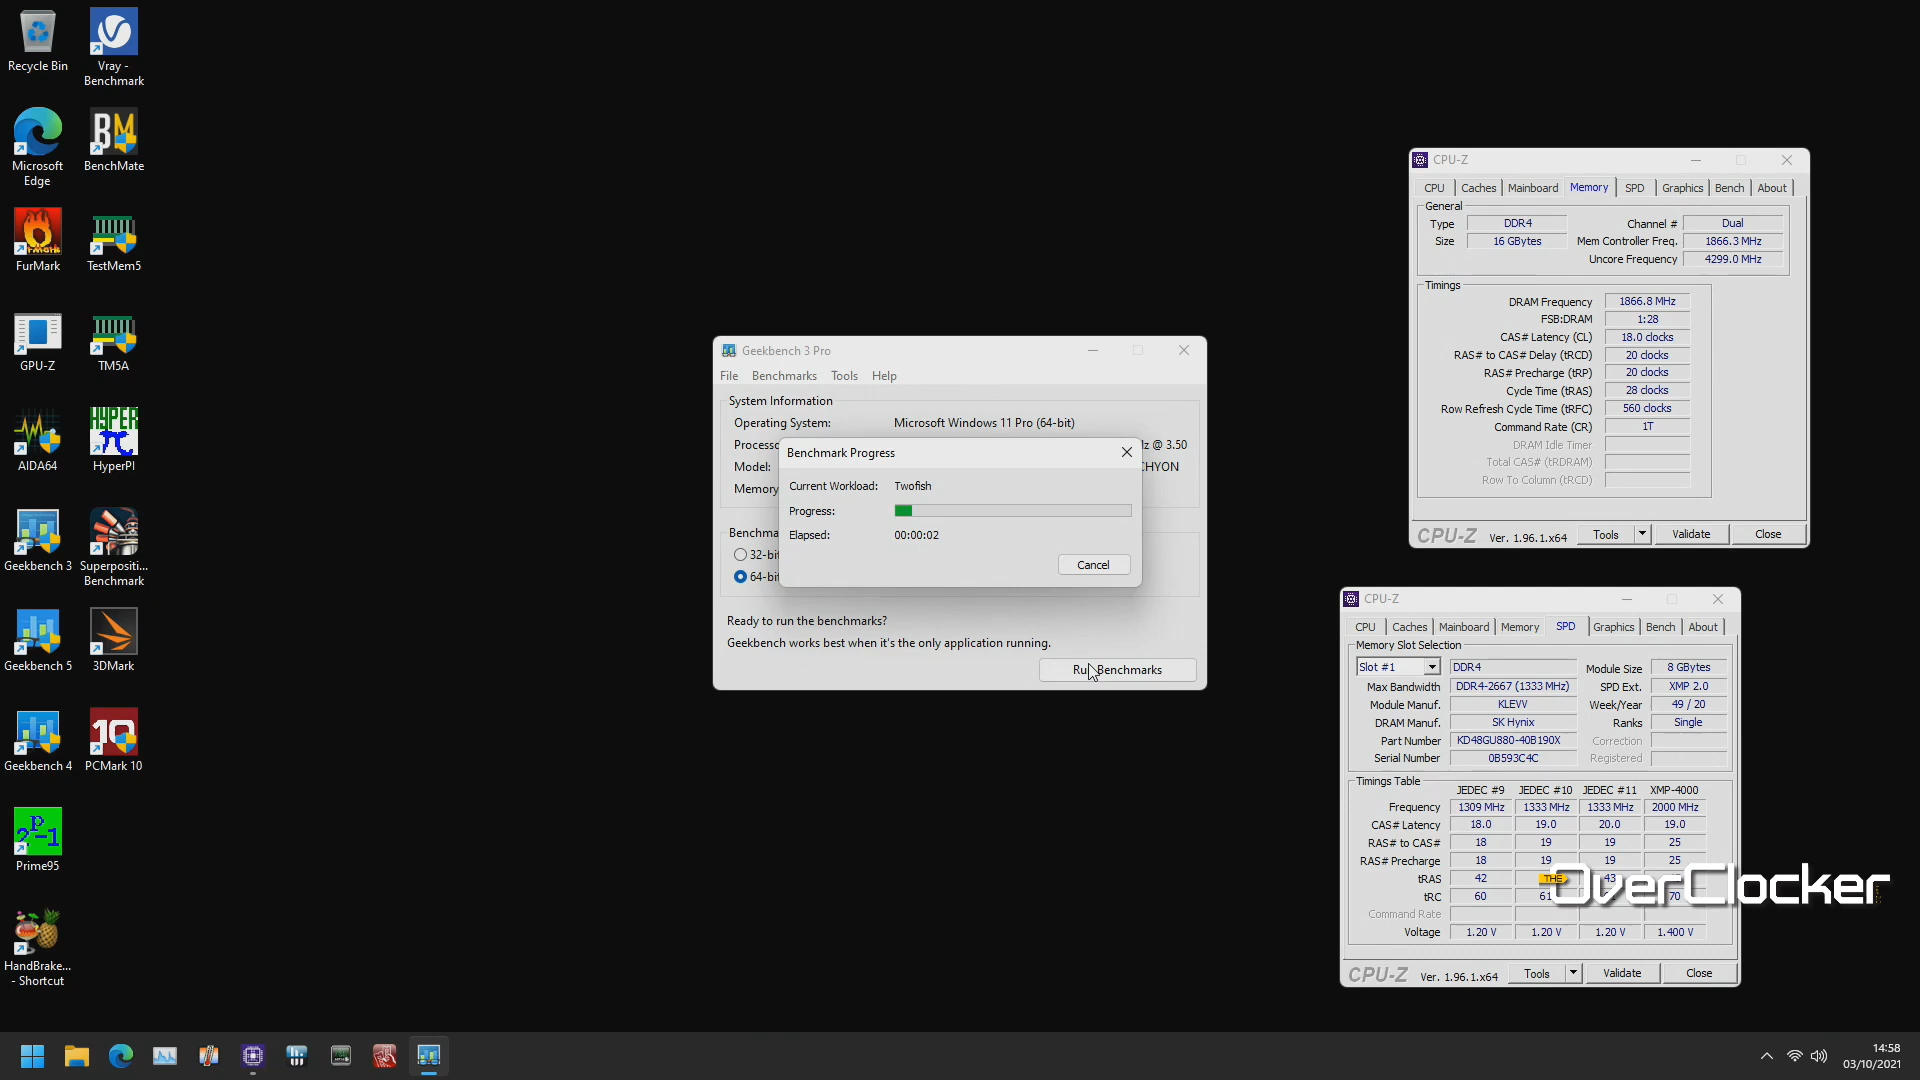 Recycle Bin
Vray -
Benchmark
Microsoft
Edge
BM
BenchMate
FurMark
TestMem5
GPU-Z
TM5A
AIDA64
HYPER
HyperPI
Geekbench 3
Superpositi...
Benchmark
Geekbench 5
3DMark
Geekbench 4
10
PCMark 10
Prime95
HandBrake...
- Shortcut
Geekbench 3 Pro
File Benchmarks Tools Help
System Information
Operating System: Microsoft Windows 11 Pro (64-bit)
@ 3.50
Model:
Memory
64-bi
32-bi
Benchmark Progress
Current Workload: Twofish
Progress:
Elapsed: 00:00:02
Cancel
Ready to run the benchmarks?
Geekbench works best when it's the only application running.
Run Benchmarks
CPU-Z
CPU Caches Mainboard Memory SPD Graphics Bench About
General
Type DDR4 Channel # Dual
Size 16 GBytes Mem Controller Freq. 1866.3 MHz
Uncore Frequency 4299.0 MHz
Timings
DRAM Frequency 1866.8 MHz
FSB:DRAM 1:28
CAS# Latency (CL) 18.0 clocks
RAS# to CAS# Delay (tRCD) 20 clocks
RAS# Precharge (tRP) 20 clocks
Cycle Time (tRAS) 28 clocks
Row Refresh Cycle Time (tRFC) 560 clocks
Command Rate (CR) 1T
DRAM Idle Timer
Total CAS# (tRDRAM)
Row To Column (tRCD)
CPU-Z Ver. 1.96.1.x64 Tools Validate Close
CPU-Z
CPU Caches Mainboard Memory SPD Graphics Bench About
Memory Slot Selection
Slot #1 DDR4 Module Size 8 GBytes
Max Bandwidth DDR4-2667 (1333 MHz) SPD Ext. XMP 2.0
Module Manuf. KLEVV Week/Year 49 / 20
DRAM Manuf. SK Hynix Ranks Single
Part Number KD48GU880-40B190X Correction
Serial Number 0B593C4C Registered
Timings Table
JEDEC #9 JEDEC #10 JEDEC #11 XMP-4000
Frequency 1309 MHz 1333 MHz 1333 MHz 2000 MHz
CAS# Latency 18.0 19.0 20.0 19.0
RAS# to CAS# 18 19 19 25
RAS# Precharge 18 19 19 25
tRAS 42 43
tRC 60 61 70
Command Rate
Voltage 1.20 V 1.20 V 1.20 V 1.400 V
THE OverClocker
CPU-Z Ver. 1.96.1.x64 Tools Validate Close
14:58
03/10/2021